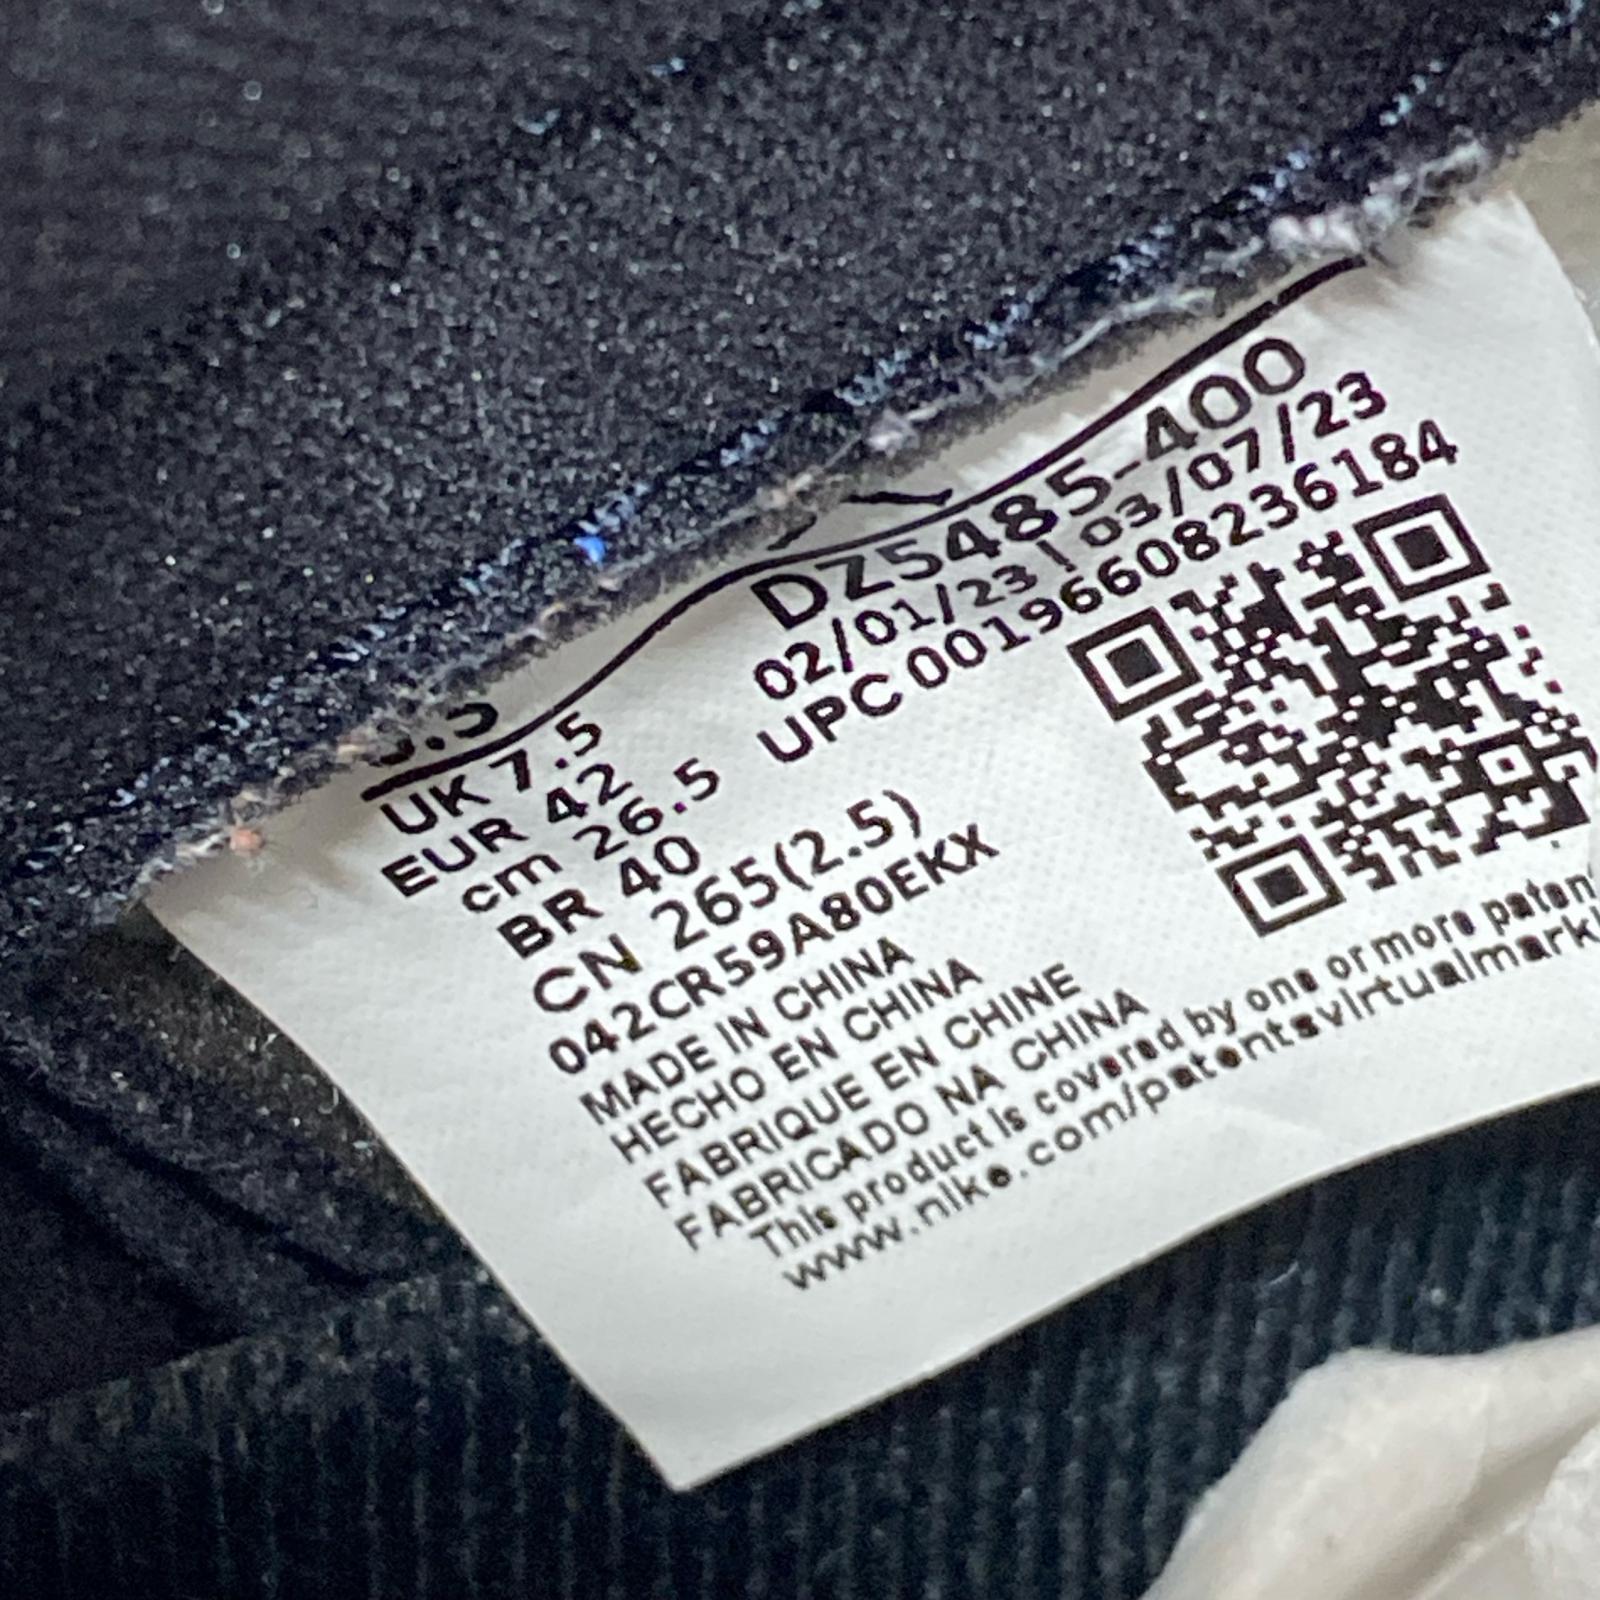 DZ5485-400
02/01/23 | 03/07/23
UPC 00196608236184
UK 7.5
EUR 42
cm 26.5
BR 40
CN 265(2.5)
042CR59A80EKX
MADE IN CHINA
HECHO EN CHINA
FABRIQUE EN CHINE
FABRICADO NA CHINA
This product is covered by one or more
www.nike.com/patentsvirtualmark